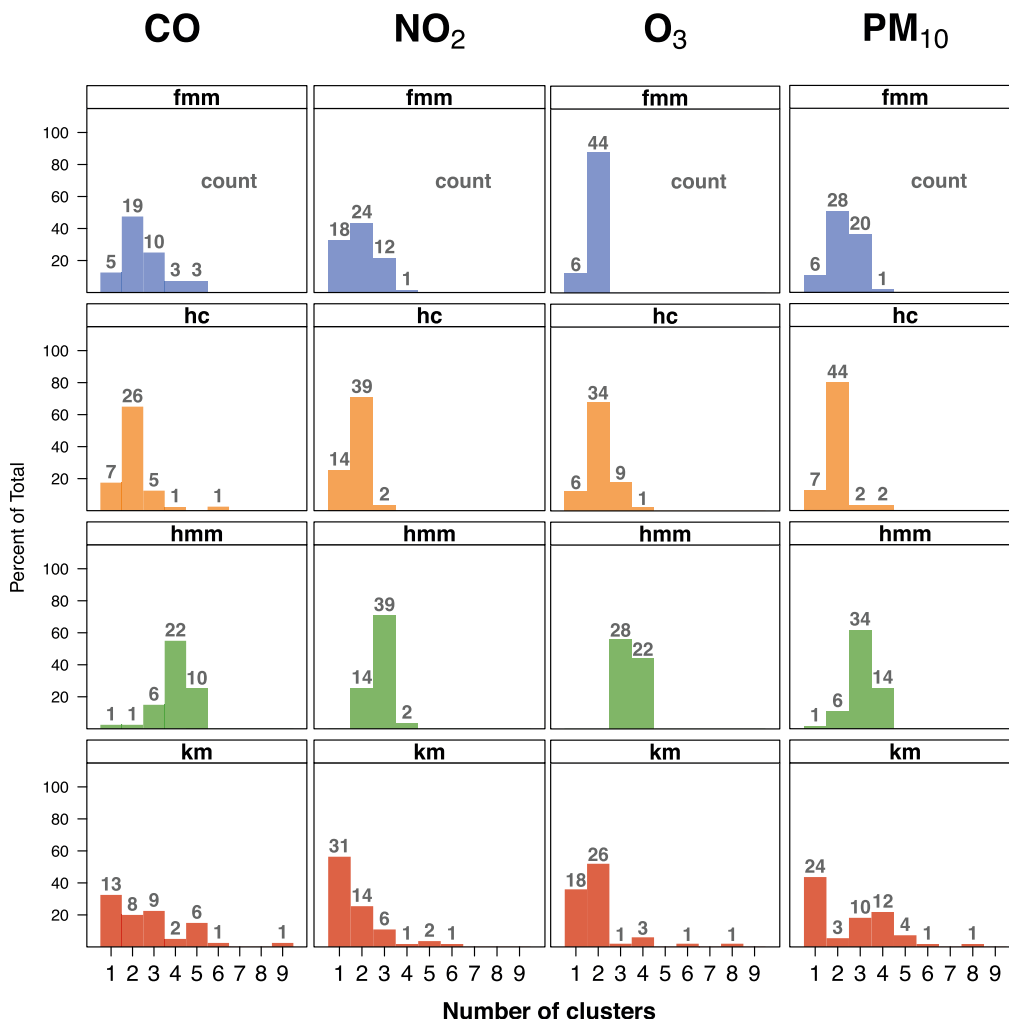 CO NO2 O3 PM10
fmm fmm fmm fmm
100
80
60
40
20
count count count count
5 19 10 3 3
18 24 12 1
6 44
6 28 20 1
hc hc hc hc
100
80
60
40
20
7 26 5 1 1
14 39 2
6 34 9 1
7 44 2 2
hmm hmm hmm hmm
100
80
60
40
20
1 1 6 22 10
14 39 2
28 22
1 6 34 14
km km km km
100
80
60
40
20
13 8 9 2 6 1 1
31 14 6 1 2 1
18 26 1 3 1 1
24 3 10 12 4 1 1
1 2 3 4 5 6 7 8 9 1 2 3 4 5 6 7 8 9 1 2 3 4 5 6 7 8 9 1 2 3 4 5 6 7 8 9
Percent of Total
Number of clusters